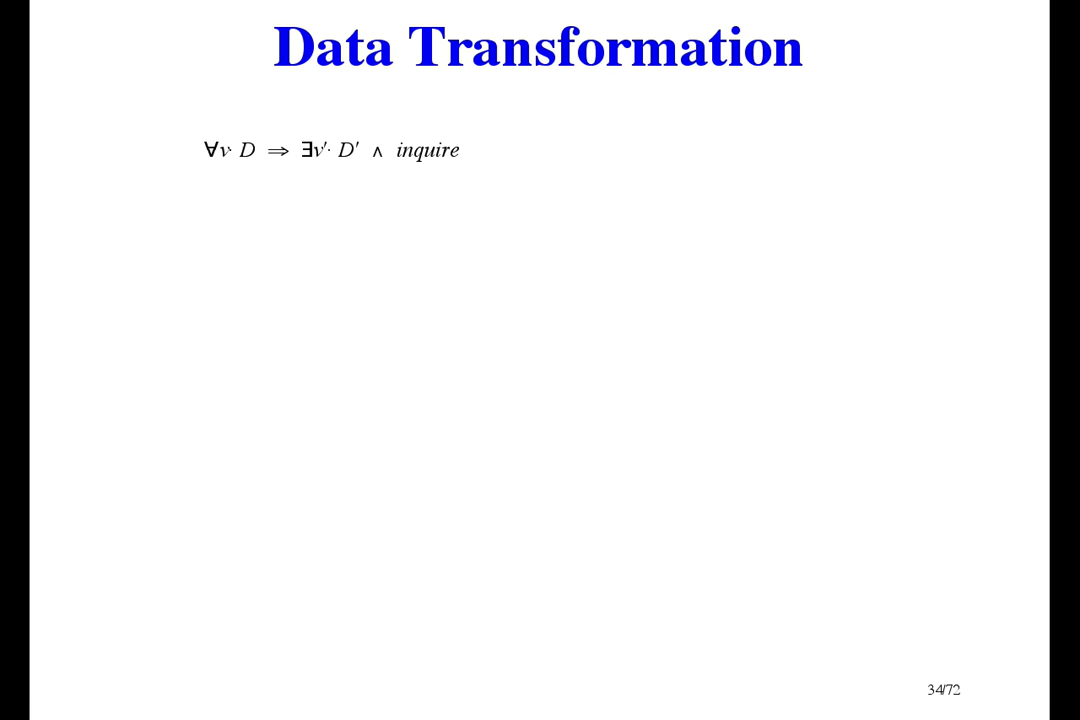 Data Transformation
∀v· D ⇒ ∃v′· D′ ∧ inquire
34/72